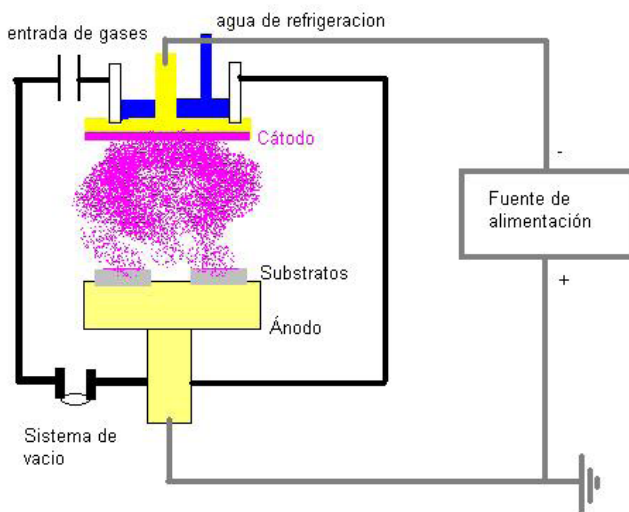 agua de refrigeracion
entrada de gases
Cátodo
-
Fuente de
alimentación
Substratos
+
Ánodo
Sistema de
vacio